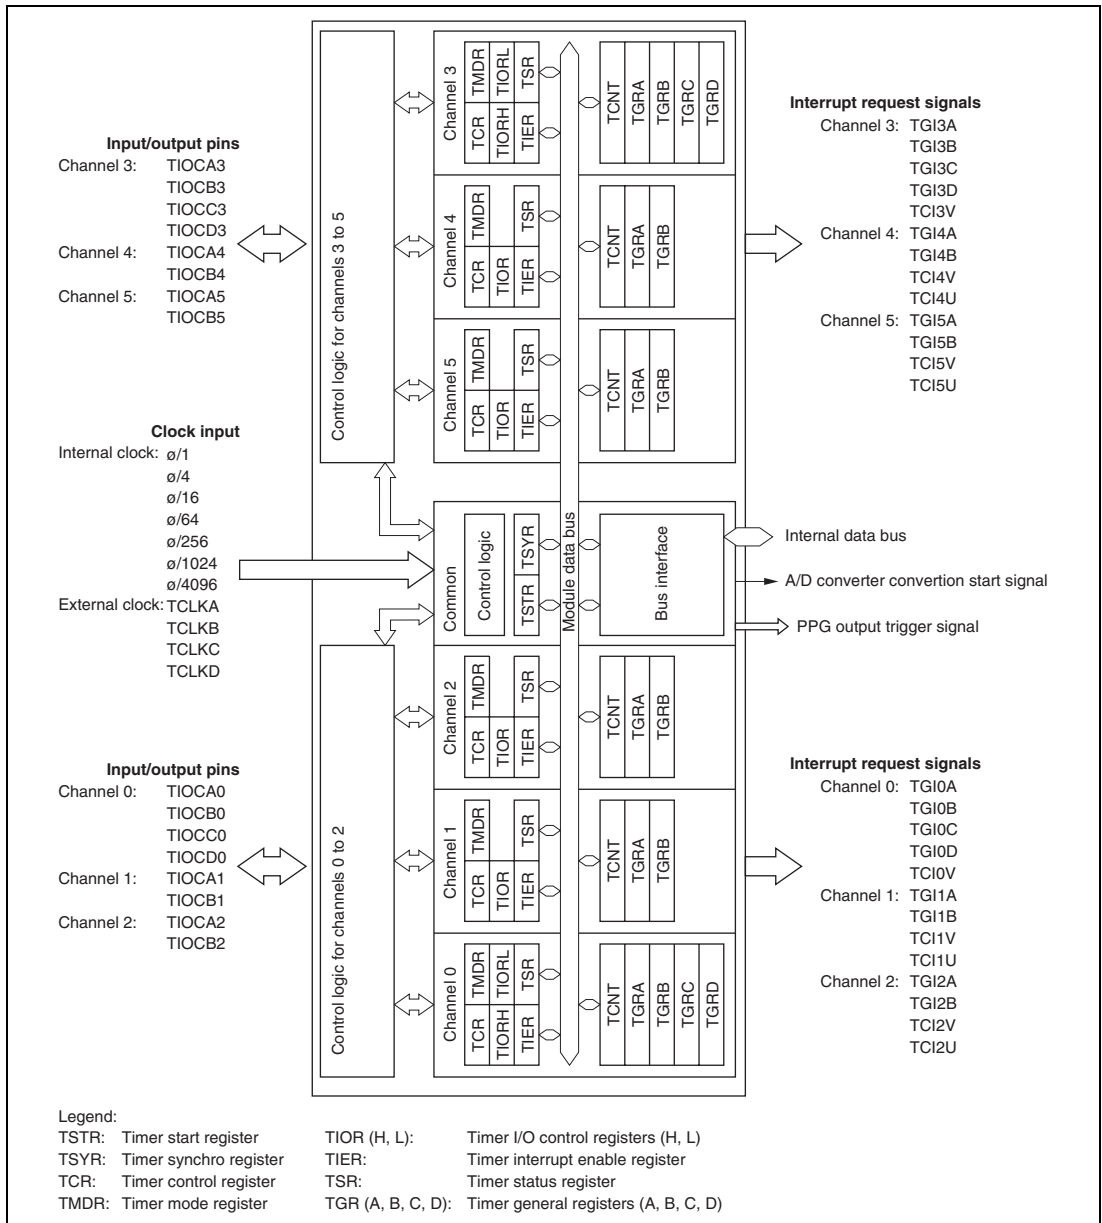 Input/output pins
Channel 3: TIOCA3
TIOCB3
TIOCC3
TIOCD3
Channel 4: TIOCA4
TIOCB4
Channel 5: TIOCA5
TIOCB5
Clock input
Internal clock: ø/1
ø/4
ø/16
ø/64
ø/256
ø/1024
ø/4096
External clock: TCLKA
TCLKB
TCLKC
TCLKD
Input/output pins
Channel 0: TIOCA0
TIOCB0
TIOCC0
TIOCD0
Channel 1: TIOCA1
TIOCB1
Channel 2: TIOCA2
TIOCB2
Control logic for channels 3 to 5
Control logic for channels 0 to 2
Channel 3
TCR TMDR
TIORH TIORL
TIER TSR
TCNT
TGRA
TGRB
TGRC
TGRD
Channel 4
TCR TMDR
TIOR
TIER TSR
TCNT
TGRA
TGRB
Channel 5
TCR TMDR
TIOR
TIER TSR
TCNT
TGRA
TGRB
Common
Control logic
TSTR TSYR
Module data bus
Bus interface
Channel 2
TCR TMDR
TIOR
TIER TSR
TCNT
TGRA
TGRB
Channel 1
TCR TMDR
TIOR
TIER TSR
TCNT
TGRA
TGRB
Channel 0
TCR TMDR
TIORH TIORL
TIER TSR
TCNT
TGRA
TGRB
TGRC
TGRD
Interrupt request signals
Channel 3: TGI3A
TGI3B
TGI3C
TGI3D
TCI3V
Channel 4: TGI4A
TGI4B
TCI4V
TCI4U
Channel 5: TGI5A
TGI5B
TCI5V
TCI5U
Internal data bus
A/D converter convertion start signal
PPG output trigger signal
Interrupt request signals
Channel 0: TGI0A
TGI0B
TGI0C
TGI0D
TCI0V
Channel 1: TGI1A
TGI1B
TCI1V
TCI1U
Channel 2: TGI2A
TGI2B
TCI2V
TCI2U
Legend:
TSTR: Timer start register TIOR (H, L): Timer I/O control registers (H, L)
TSYR: Timer synchro register TIER: Timer interrupt enable register
TCR: Timer control register TSR: Timer status register
TMDR: Timer mode register TGR (A, B, C, D): Timer general registers (A, B, C, D)